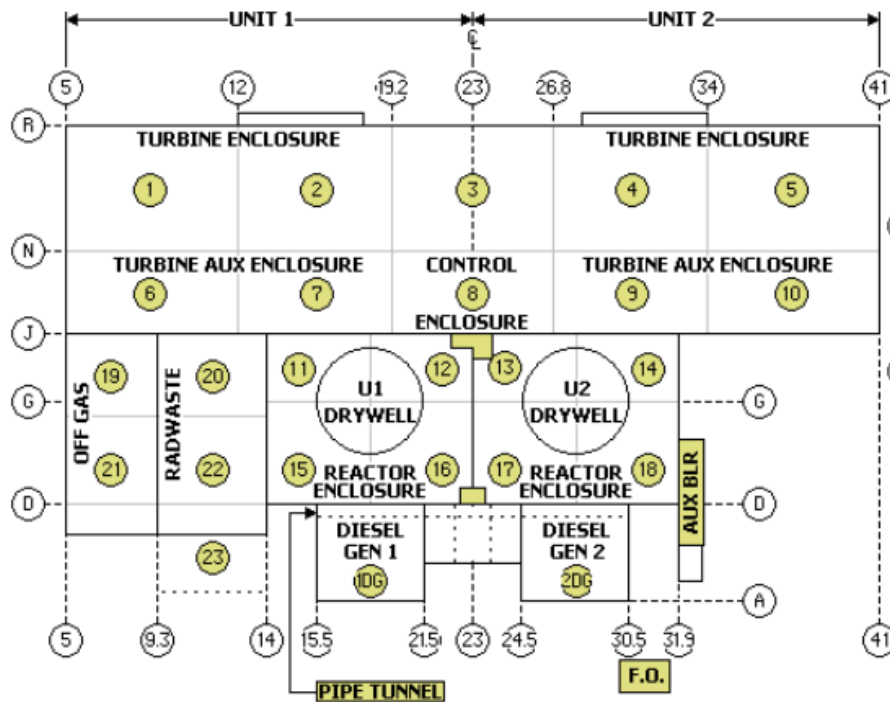 UNIT 1 UNIT 2
℄
5 12 19.2 23 26.8 34 41
R
TURBINE ENCLOSURE TURBINE ENCLOSURE
1 2 3 4 5
N
TURBINE AUX ENCLOSURE CONTROL TURBINE AUX ENCLOSURE
6 7 8 9 10
ENCLOSURE
J
19 20 11 12 13 14
U1 U2
G DRYWELL DRYWELL G
OFF GAS
RADWASTE
21 22 15 16 17 18
REACTOR REACTOR
ENCLOSURE ENCLOSURE
AUX BLR
D D
DIESEL DIESEL
GEN 1 GEN 2
23 1DG 2DG
A
5 9.3 14 15.5 21.5 23 24.5 30.5 31.9 41
F.O.
PIPE TUNNEL